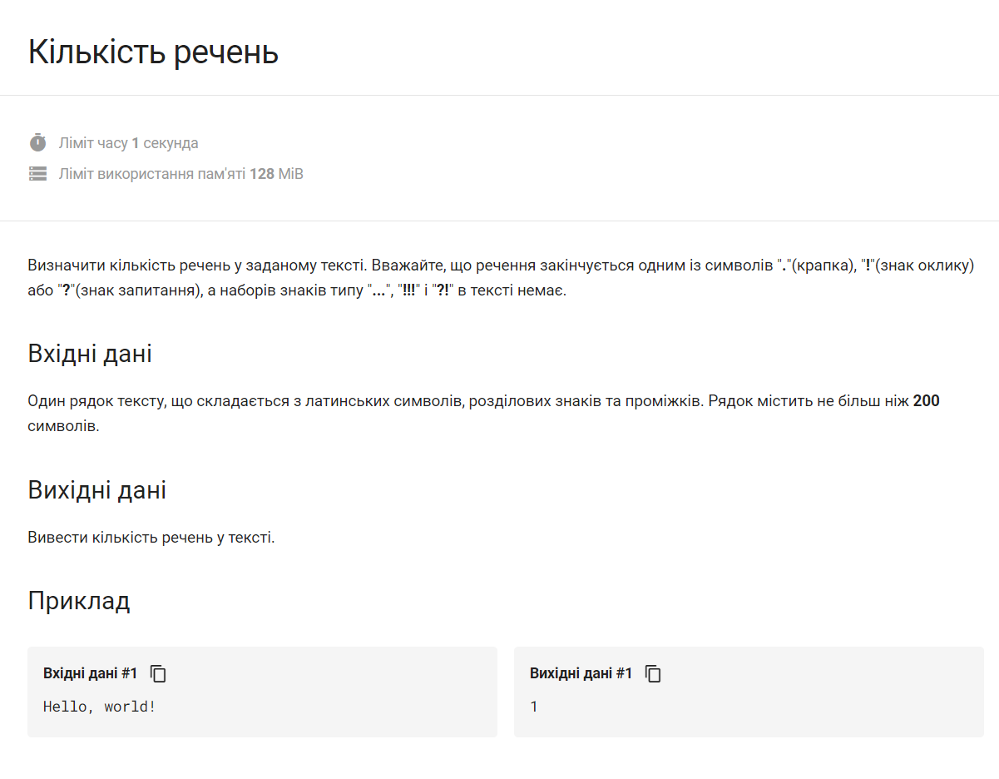 Кількість речень
Ліміт часу 1 секунда
Ліміт використання пам'яті 128 MiB
Визначити кількість речень у заданому тексті. Вважайте, що речення закінчується одним із символів "."(крапка), "!"(знак оклику)
або "?"(знак запитання), а наборів знаків типу "...", "!!!" і "?!" в тексті немає.
Вхідні дані
Один рядок тексту, що складається з латинських символів, розділових знаків та проміжків. Рядок містить не більш ніж 200
символів.
Вихідні дані
Вивести кількість речень у тексті.
Приклад
Вхідні дані #1
Hello, world!
Вихідні дані #1
1